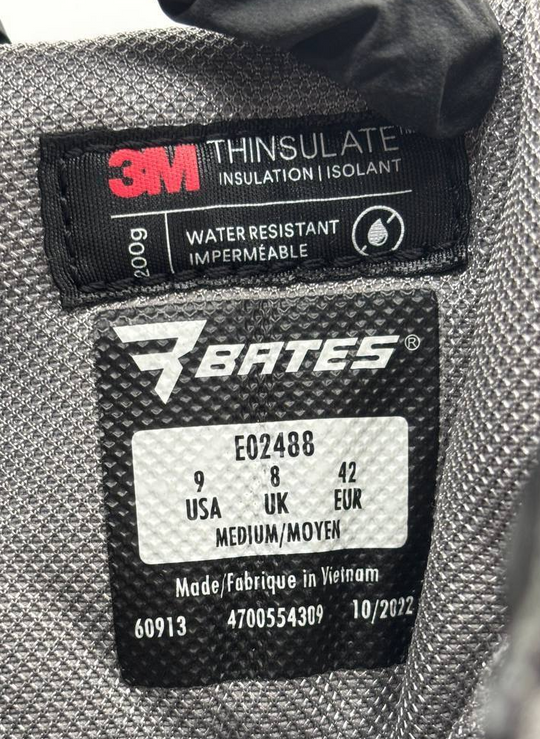 3M THINSULATE™
INSULATION | ISOLANT
200g
WATER RESISTANT
IMPERMÉABLE
BATES®
E02488
9 8 42
USA UK EUR
MEDIUM/MOYEN
Made/Fabrique in Vietnam
60913 4700554309 10/2022